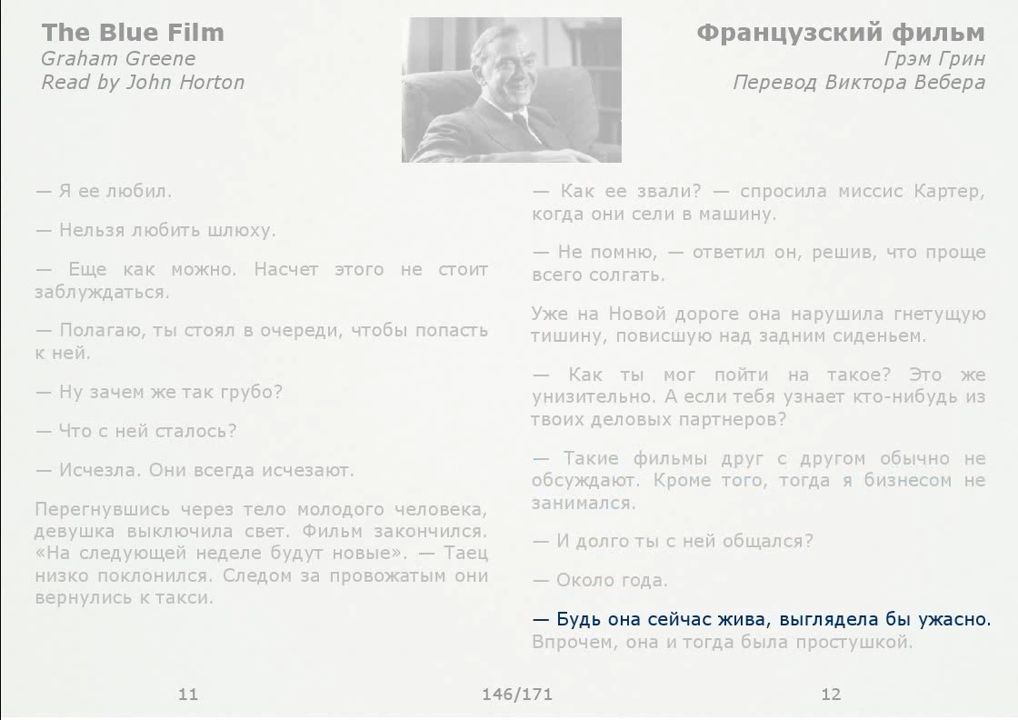 The Blue Film
Graham Greene
Read by John Horton
Французский фильм
Грэм Грин
Перевод Виктора Вебера
— Я ее любил.
— Нельзя любить шлюху.
— Еще как можно. Насчет этого не стоит
заблуждаться.
— Полагаю, ты стоял в очереди, чтобы попасть
к ней.
— Ну зачем же так грубо?
— Что с ней сталось?
— Исчезла. Они всегда исчезают.
Перегнувшись через тело молодого человека,
девушка выключила свет. Фильм закончился.
«На следующей неделе будут новые». — Таец
низко поклонился. Следом за провожатым они
вернулись к такси.
— Как ее звали? — спросила миссис Картер,
когда они сели в машину.
— Не помню, — ответил он, решив, что проще
всего солгать.
Уже на Новой дороге она нарушила гнетущую
тишину, повисшую над задним сиденьем.
— Как ты мог пойти на такое? Это же
унизительно. А если тебя узнает кто-нибудь из
твоих деловых партнеров?
— Такие фильмы друг с другом обычно не
обсуждают. Кроме того, тогда я бизнесом не
занимался.
— И долго ты с ней общался?
— Около года.
— Будь она сейчас жива, выглядела бы ужасно.
Впрочем, она и тогда была простушкой.
11
146/171
12